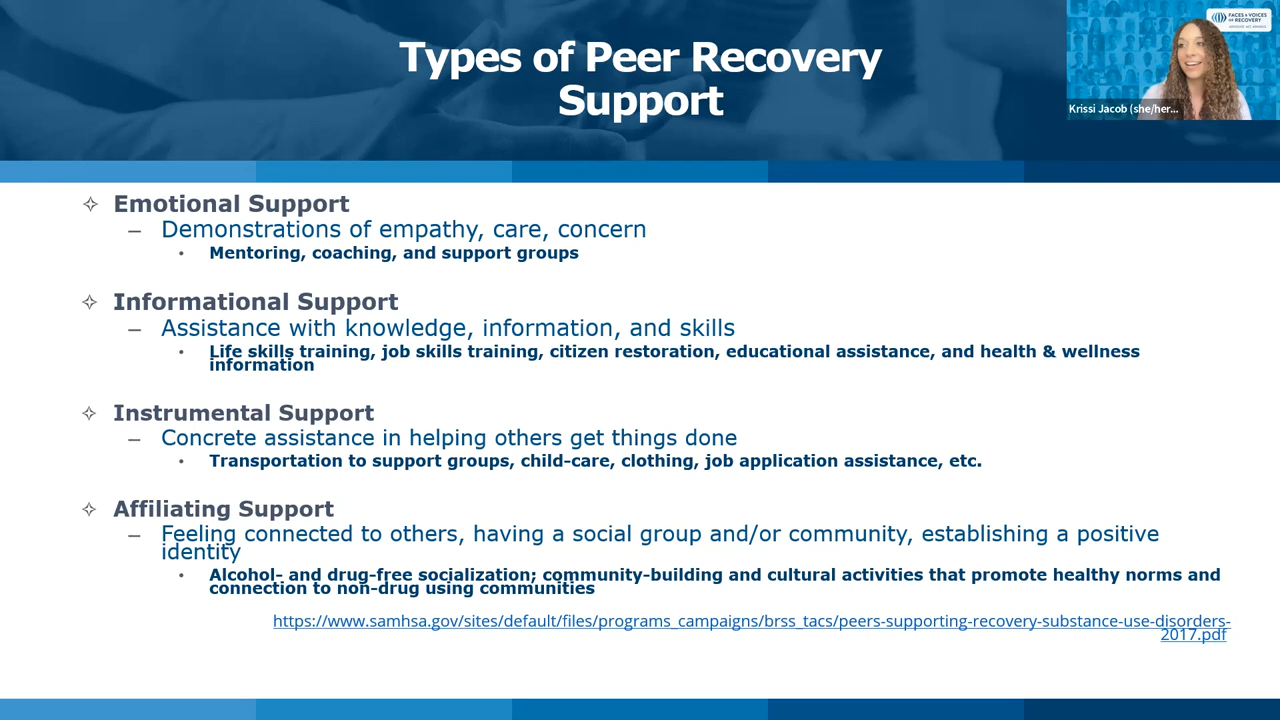 Types of Peer Recovery
Support
FACES & VOICES
OF RECOVERY
Krissi Jacob (she/her...
✧ Emotional Support
– Demonstrations of empathy, care, concern
• Mentoring, coaching, and support groups
✧ Informational Support
– Assistance with knowledge, information, and skills
• Life skills training, job skills training, citizen restoration, educational assistance, and health & wellness
information
✧ Instrumental Support
– Concrete assistance in helping others get things done
• Transportation to support groups, child-care, clothing, job application assistance, etc.
✧ Affiliating Support
– Feeling connected to others, having a social group and/or community, establishing a positive
identity
• Alcohol- and drug-free socialization; community-building and cultural activities that promote healthy norms and
connection to non-drug using communities
https://www.samhsa.gov/sites/default/files/programs_campaigns/brss_tacs/peers-supporting-recovery-substance-use-disorders-
2017.pdf